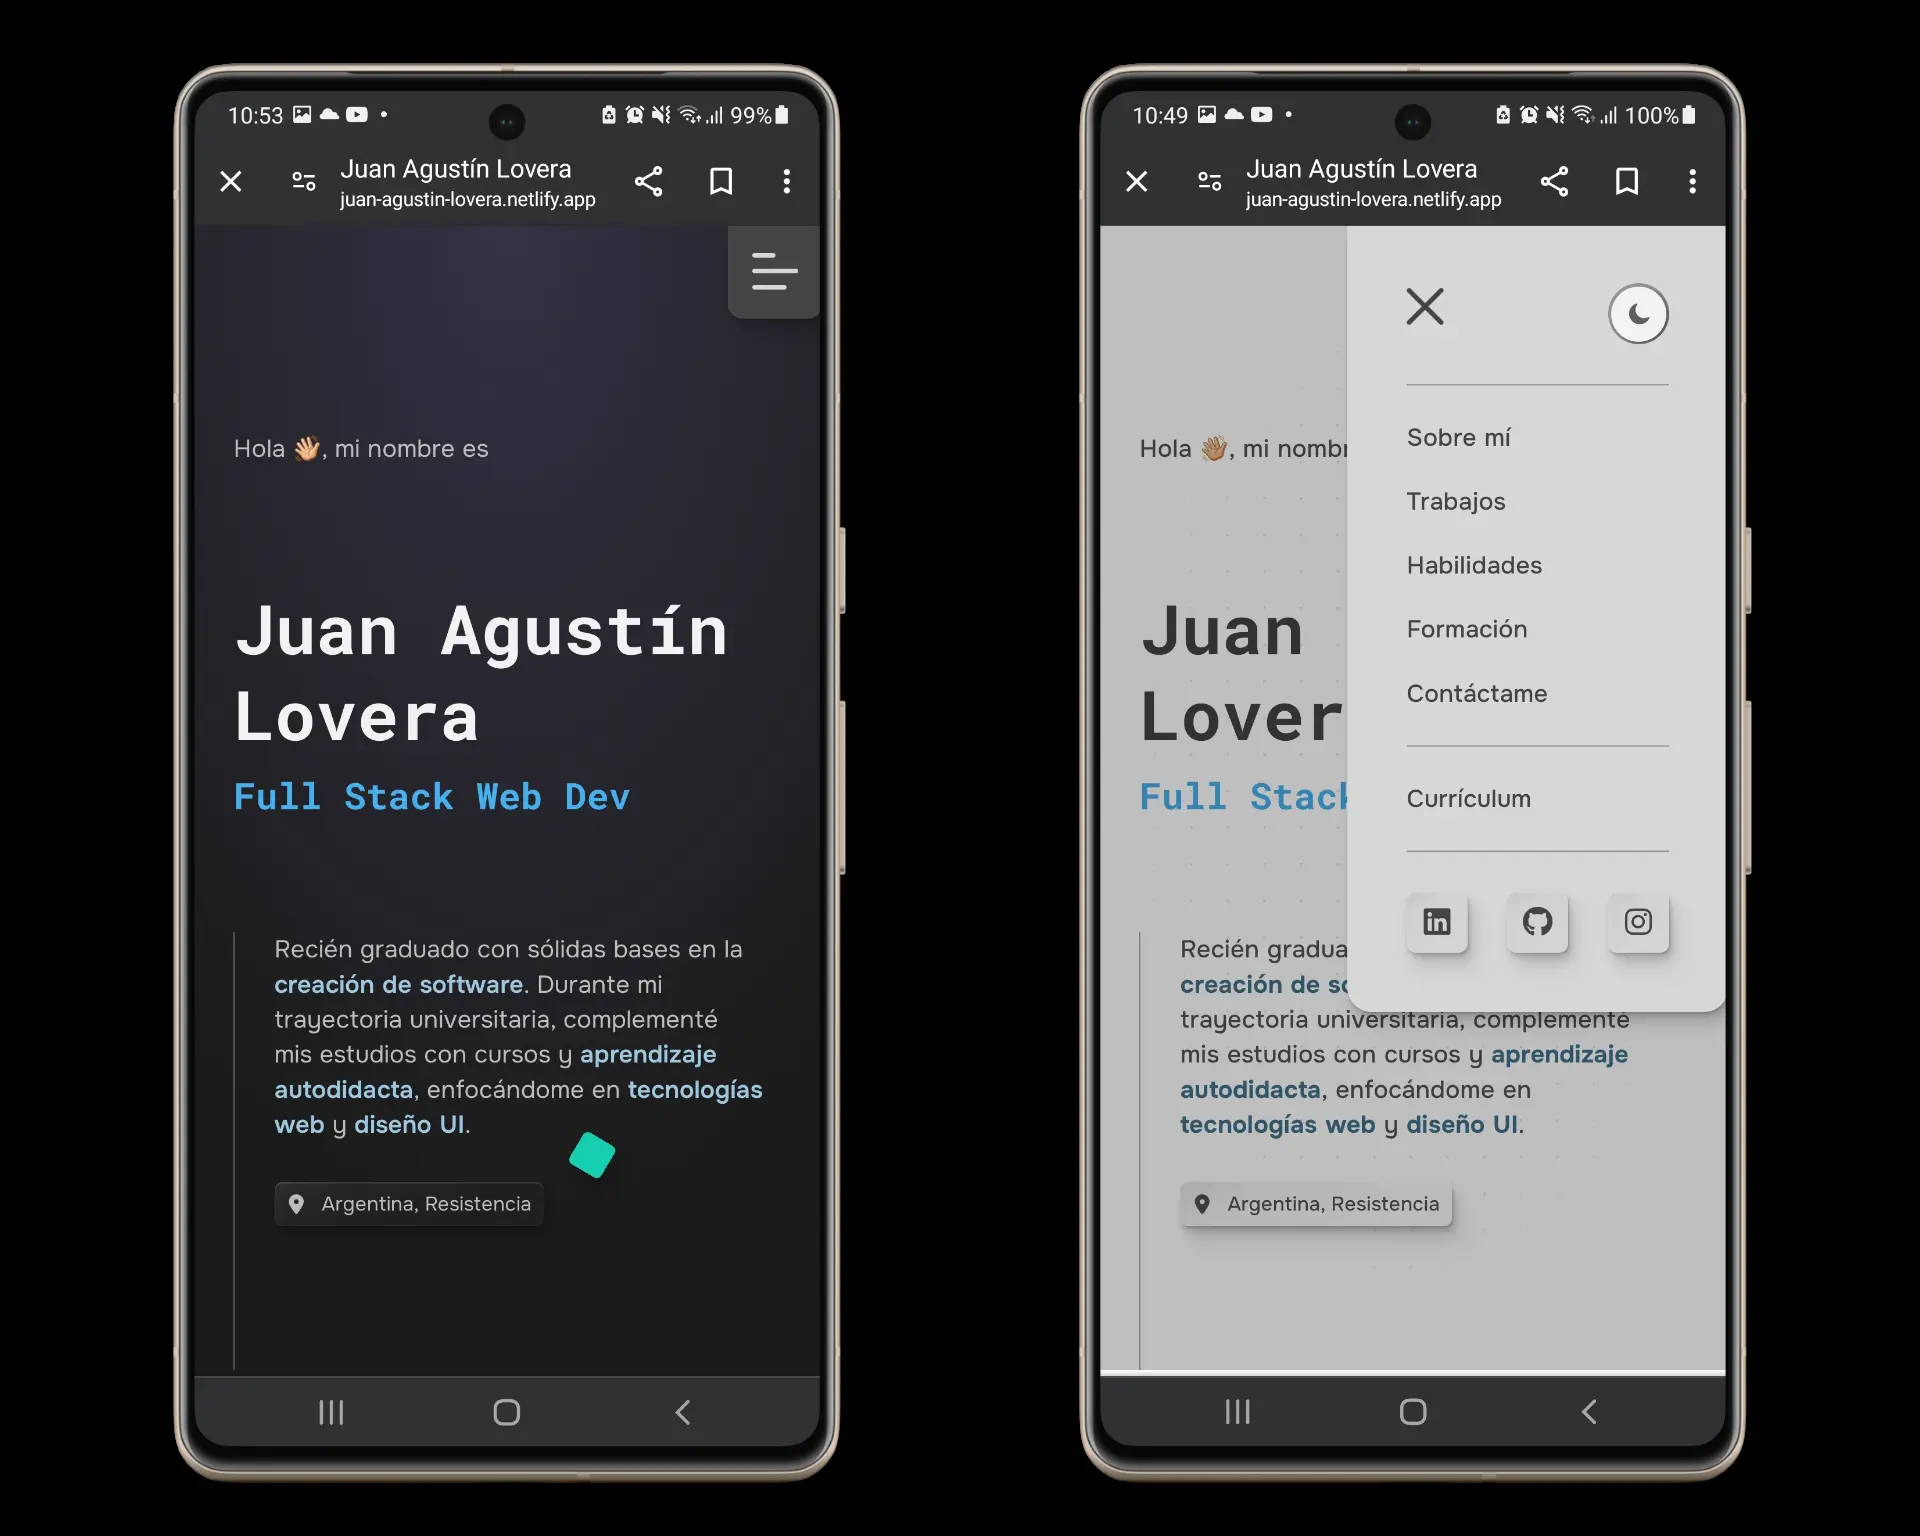 10:53
99%
Juan Agustín Lovera
juan-agustin-lovera.netlify.app
Hola 👋🏼, mi nombre es
Juan Agustín
Lovera
Full Stack Web Dev
Recién graduado con sólidas bases en la
creación de software. Durante mi
trayectoria universitaria, complementé
mis estudios con cursos y aprendizaje
autodidacta, enfocándome en tecnologías
web y diseño UI.
Argentina, Resistencia
10:49
100%
Juan Agustín Lovera
juan-agustin-lovera.netlify.app
Hola 👋🏼, mi nombr
Juan
Lover
Full Stack
Recién gradua
creación de so
trayectoria universitaria, complementé
mis estudios con cursos y aprendizaje
autodidacta, enfocándome en
tecnologías web y diseño UI.
Argentina, Resistencia
Sobre mí
Trabajos
Habilidades
Formación
Contáctame
Currículum
in